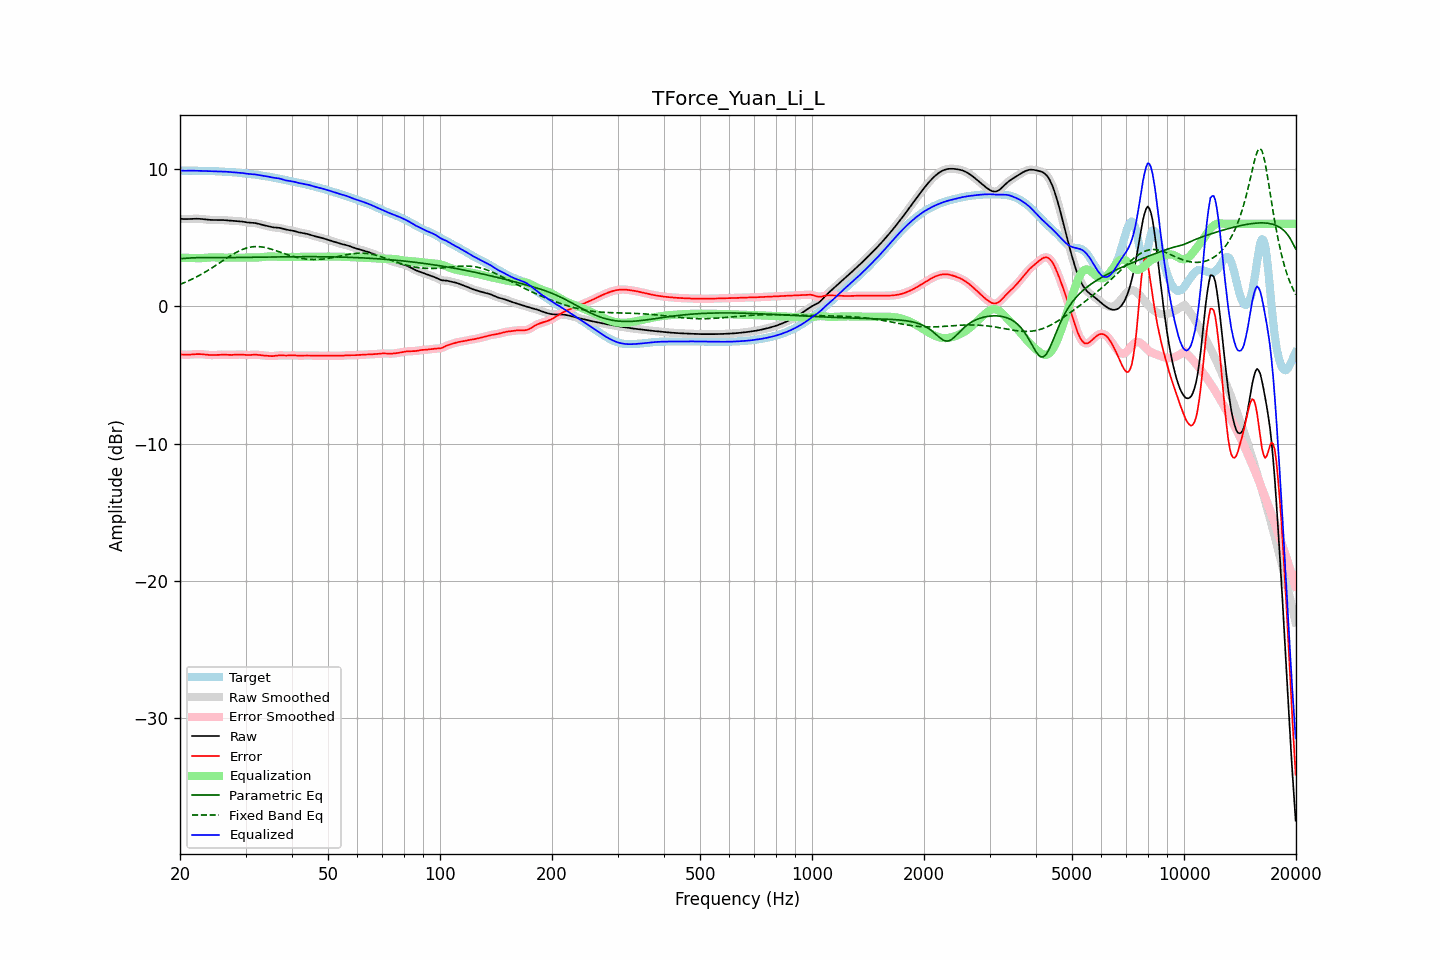 TForce_Yuan_Li_L
10
0
−10
−20
−30
Amplitude (dBr)
Target
Raw Smoothed
Error Smoothed
Raw
Error
Equalization
Parametric Eq
Fixed Band Eq
Equalized
20 50 100 200 500 1000 2000 5000 10000 20000
Frequency (Hz)